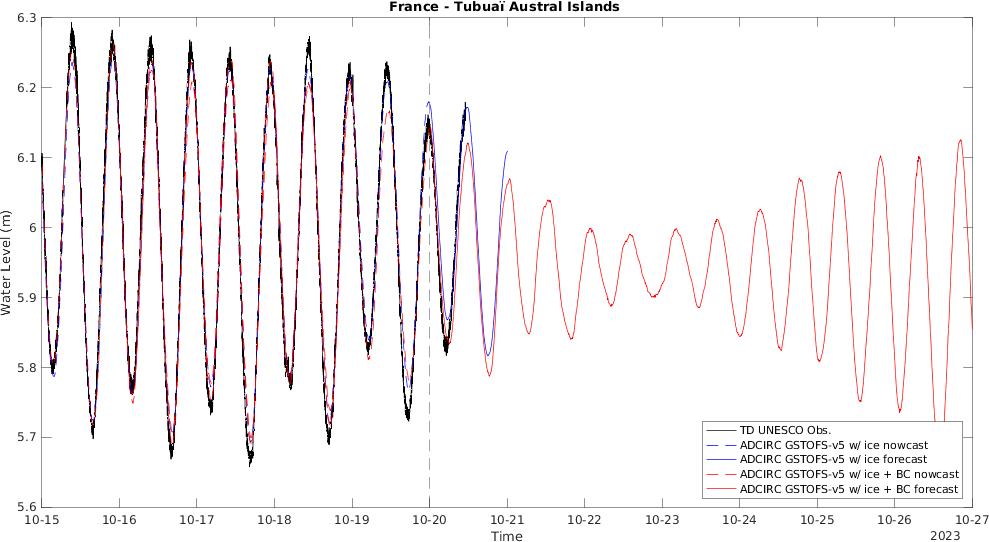 France - Tubuaï Austral Islands
6.3
6.2
6.1
6
5.9
5.8
5.7
5.6
Water Level (m)
TD UNESCO Obs.
ADCIRC GSTOFS-v5 w/ ice nowcast
ADCIRC GSTOFS-v5 w/ ice forecast
ADCIRC GSTOFS-v5 w/ ice + BC nowcast
ADCIRC GSTOFS-v5 w/ ice + BC forecast
10-15 10-16 10-17 10-18 10-19 10-20 10-21 10-22 10-23 10-24 10-25 10-26 10-27
Time
2023